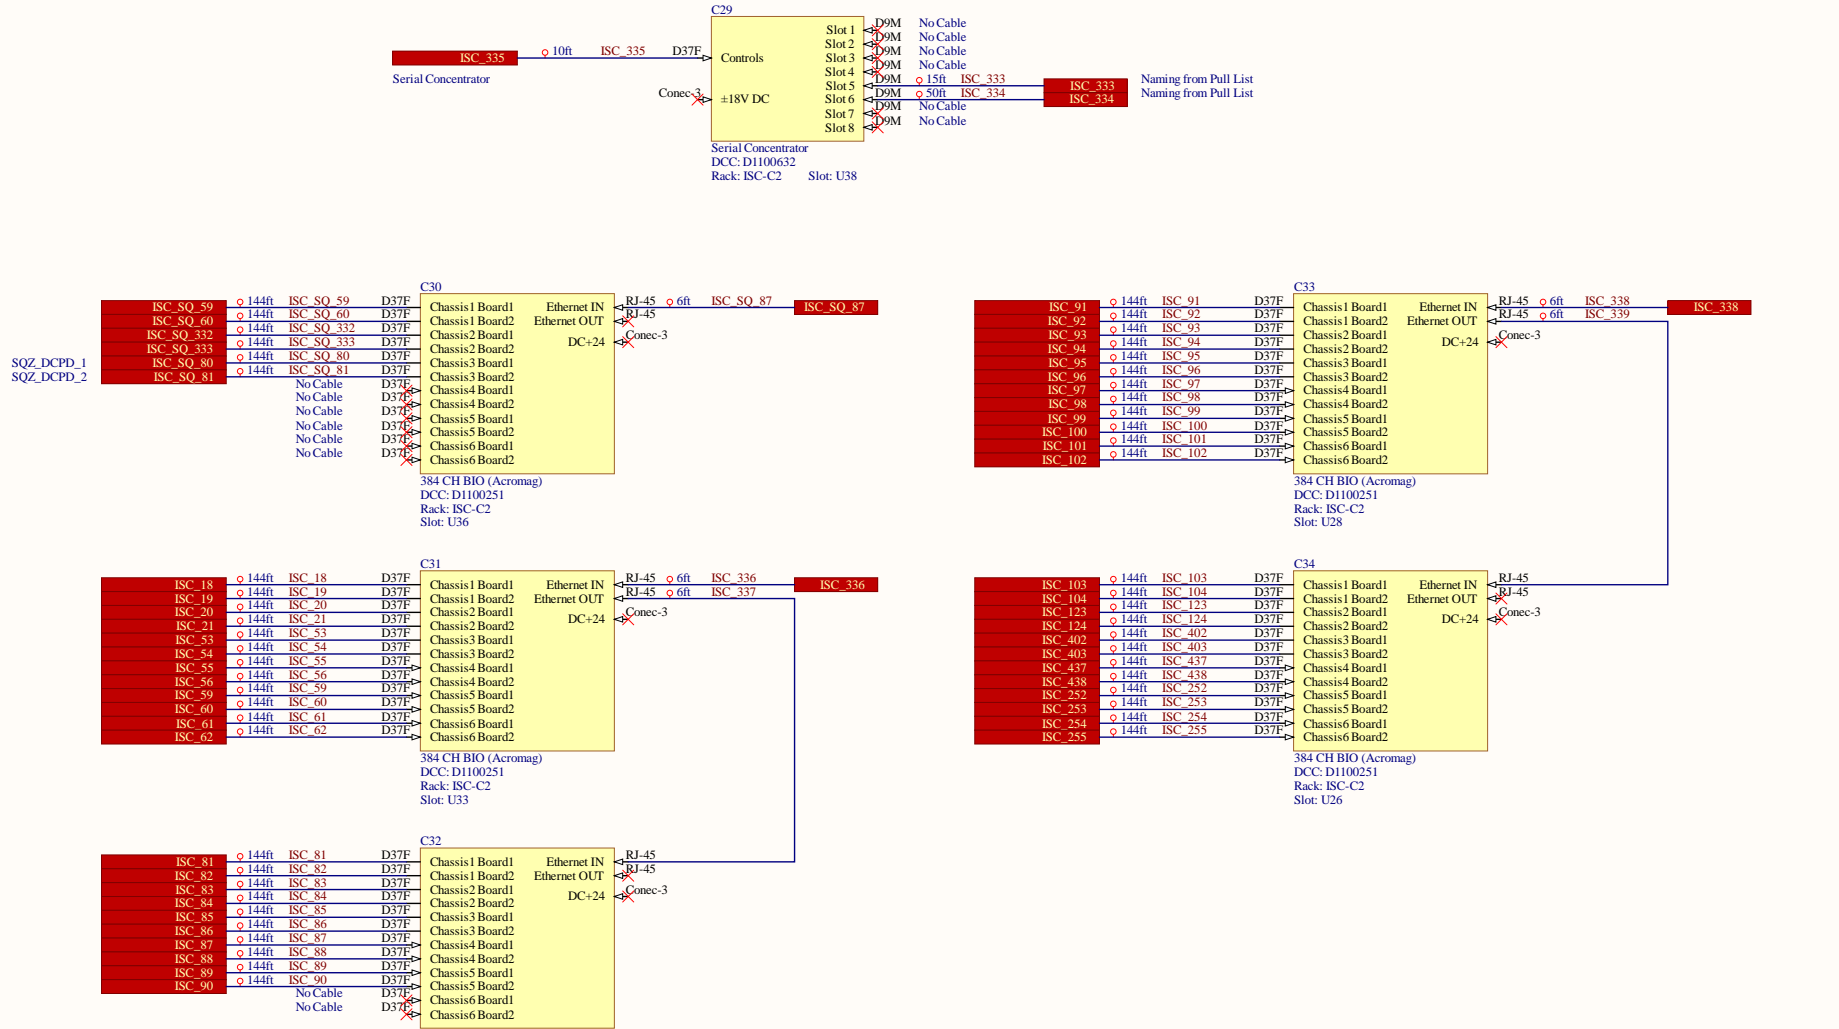 C29
ISC_335 10ft ISC_335 D37F Controls
Serial Concentrator
Conec-3 ±18V DC
Slot 1 D9M No Cable
Slot 2 D9M No Cable
Slot 3 D9M No Cable
Slot 4 D9M No Cable
Slot 5 D9M 15ft ISC_333 ISC_333 Naming from Pull List
Slot 6 D9M 50ft ISC_334 ISC_334 Naming from Pull List
Slot 7 D9M No Cable
Slot 8 D9M No Cable
Serial Concentrator
DCC: D1100632
Rack: ISC-C2 Slot: U38
C30
ISC_SQ_59 144ft ISC_SQ_59 D37F Chassis1 Board1 Ethernet IN RJ-45 6ft ISC_SQ_87 ISC_SQ_87
ISC_SQ_60 144ft ISC_SQ_60 D37F Chassis1 Board2 Ethernet OUT RJ-45
ISC_SQ_332 144ft ISC_SQ_332 D37F Chassis2 Board1
ISC_SQ_333 144ft ISC_SQ_333 D37F Chassis2 Board2 DC+24 Conec-3
SQZ_DCPD_1 ISC_SQ_80 144ft ISC_SQ_80 D37F Chassis3 Board1
SQZ_DCPD_2 ISC_SQ_81 144ft ISC_SQ_81 D37F Chassis3 Board2
No Cable D37F Chassis4 Board1
No Cable D37F Chassis4 Board2
No Cable D37F Chassis5 Board1
No Cable D37F Chassis5 Board2
No Cable D37F Chassis6 Board1
No Cable D37F Chassis6 Board2
384 CH BIO (Acromag)
DCC: D1100251
Rack: ISC-C2
Slot: U36
C33
ISC_91 144ft ISC_91 D37F Chassis1 Board1 Ethernet IN RJ-45 6ft ISC_338 ISC_338
ISC_92 144ft ISC_92 D37F Chassis1 Board2 Ethernet OUT RJ-45 6ft ISC_339
ISC_93 144ft ISC_93 D37F Chassis2 Board1
ISC_94 144ft ISC_94 D37F Chassis2 Board2 DC+24 Conec-3
ISC_95 144ft ISC_95 D37F Chassis3 Board1
ISC_96 144ft ISC_96 D37F Chassis3 Board2
ISC_97 144ft ISC_97 D37F Chassis4 Board1
ISC_98 144ft ISC_98 D37F Chassis4 Board2
ISC_99 144ft ISC_99 D37F Chassis5 Board1
ISC_100 144ft ISC_100 D37F Chassis5 Board2
ISC_101 144ft ISC_101 D37F Chassis6 Board1
ISC_102 144ft ISC_102 D37F Chassis6 Board2
384 CH BIO (Acromag)
DCC: D1100251
Rack: ISC-C2
Slot: U28
C31
ISC_18 144ft ISC_18 D37F Chassis1 Board1 Ethernet IN RJ-45 6ft ISC_336 ISC_336
ISC_19 144ft ISC_19 D37F Chassis1 Board2 Ethernet OUT RJ-45 6ft ISC_337
ISC_20 144ft ISC_20 D37F Chassis2 Board1
ISC_21 144ft ISC_21 D37F Chassis2 Board2 DC+24 Conec-3
ISC_53 144ft ISC_53 D37F Chassis3 Board1
ISC_54 144ft ISC_54 D37F Chassis3 Board2
ISC_55 144ft ISC_55 D37F Chassis4 Board1
ISC_56 144ft ISC_56 D37F Chassis4 Board2
ISC_59 144ft ISC_59 D37F Chassis5 Board1
ISC_60 144ft ISC_60 D37F Chassis5 Board2
ISC_61 144ft ISC_61 D37F Chassis6 Board1
ISC_62 144ft ISC_62 D37F Chassis6 Board2
384 CH BIO (Acromag)
DCC: D1100251
Rack: ISC-C2
Slot: U33
C34
ISC_103 144ft ISC_103 D37F Chassis1 Board1 Ethernet IN RJ-45
ISC_104 144ft ISC_104 D37F Chassis1 Board2 Ethernet OUT RJ-45
ISC_123 144ft ISC_123 D37F Chassis2 Board1
ISC_124 144ft ISC_124 D37F Chassis2 Board2 DC+24 Conec-3
ISC_402 144ft ISC_402 D37F Chassis3 Board1
ISC_403 144ft ISC_403 D37F Chassis3 Board2
ISC_437 144ft ISC_437 D37F Chassis4 Board1
ISC_438 144ft ISC_438 D37F Chassis4 Board2
ISC_252 144ft ISC_252 D37F Chassis5 Board1
ISC_253 144ft ISC_253 D37F Chassis5 Board2
ISC_254 144ft ISC_254 D37F Chassis6 Board1
ISC_255 144ft ISC_255 D37F Chassis6 Board2
384 CH BIO (Acromag)
DCC: D1100251
Rack: ISC-C2
Slot: U26
C32
ISC_81 144ft ISC_81 D37F Chassis1 Board1 Ethernet IN RJ-45
ISC_82 144ft ISC_82 D37F Chassis1 Board2 Ethernet OUT RJ-45
ISC_83 144ft ISC_83 D37F Chassis2 Board1
ISC_84 144ft ISC_84 D37F Chassis2 Board2 DC+24 Conec-3
ISC_85 144ft ISC_85 D37F Chassis3 Board1
ISC_86 144ft ISC_86 D37F Chassis3 Board2
ISC_87 144ft ISC_87 D37F Chassis4 Board1
ISC_88 144ft ISC_88 D37F Chassis4 Board2
ISC_89 144ft ISC_89 D37F Chassis5 Board1
ISC_90 144ft ISC_90 D37F Chassis5 Board2
No Cable D37F Chassis6 Board1
No Cable D37F Chassis6 Board2